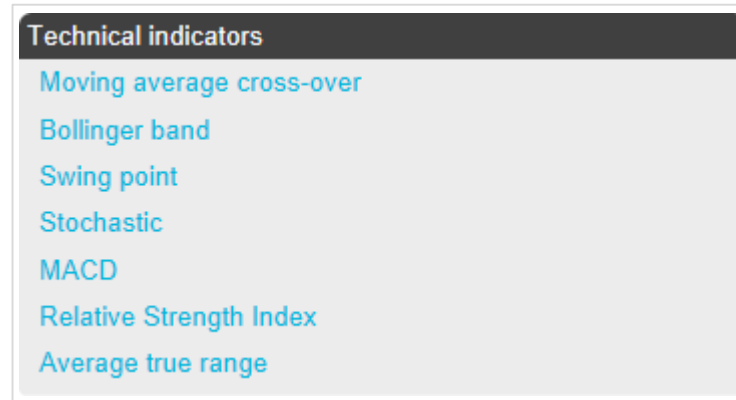 Technical indicators
Moving average cross-over
Bollinger band
Swing point
Stochastic
MACD
Relative Strength Index
Average true range